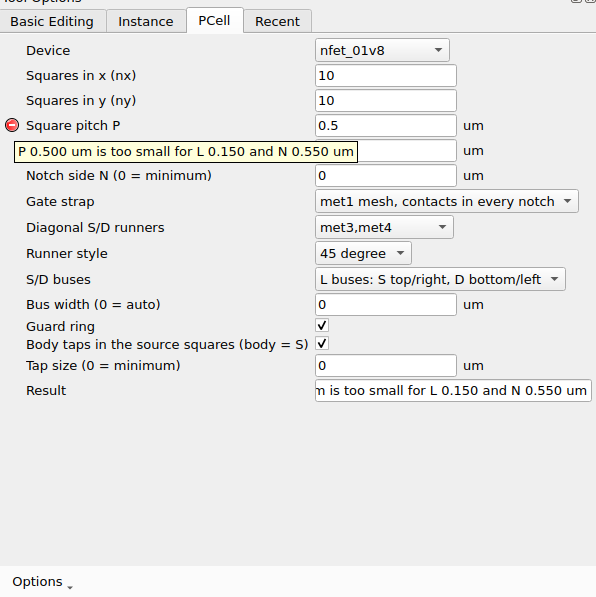 Basic Editing Instance PCell Recent
Device nfet_01v8
Squares in x (nx) 10
Squares in y (ny) 10
Square pitch P 0.5 um
P 0.500 um is too small for L 0.150 and N 0.550 um um
Notch side N (0 = minimum) 0 um
Gate strap met1 mesh, contacts in every notch
Diagonal S/D runners met3,met4
Runner style 45 degree
S/D buses L buses: S top/right, D bottom/left
Bus width (0 = auto) 0 um
Guard ring
Body taps in the source squares (body = S)
Tap size (0 = minimum) 0 um
Result m is too small for L 0.150 and N 0.550 um
Options